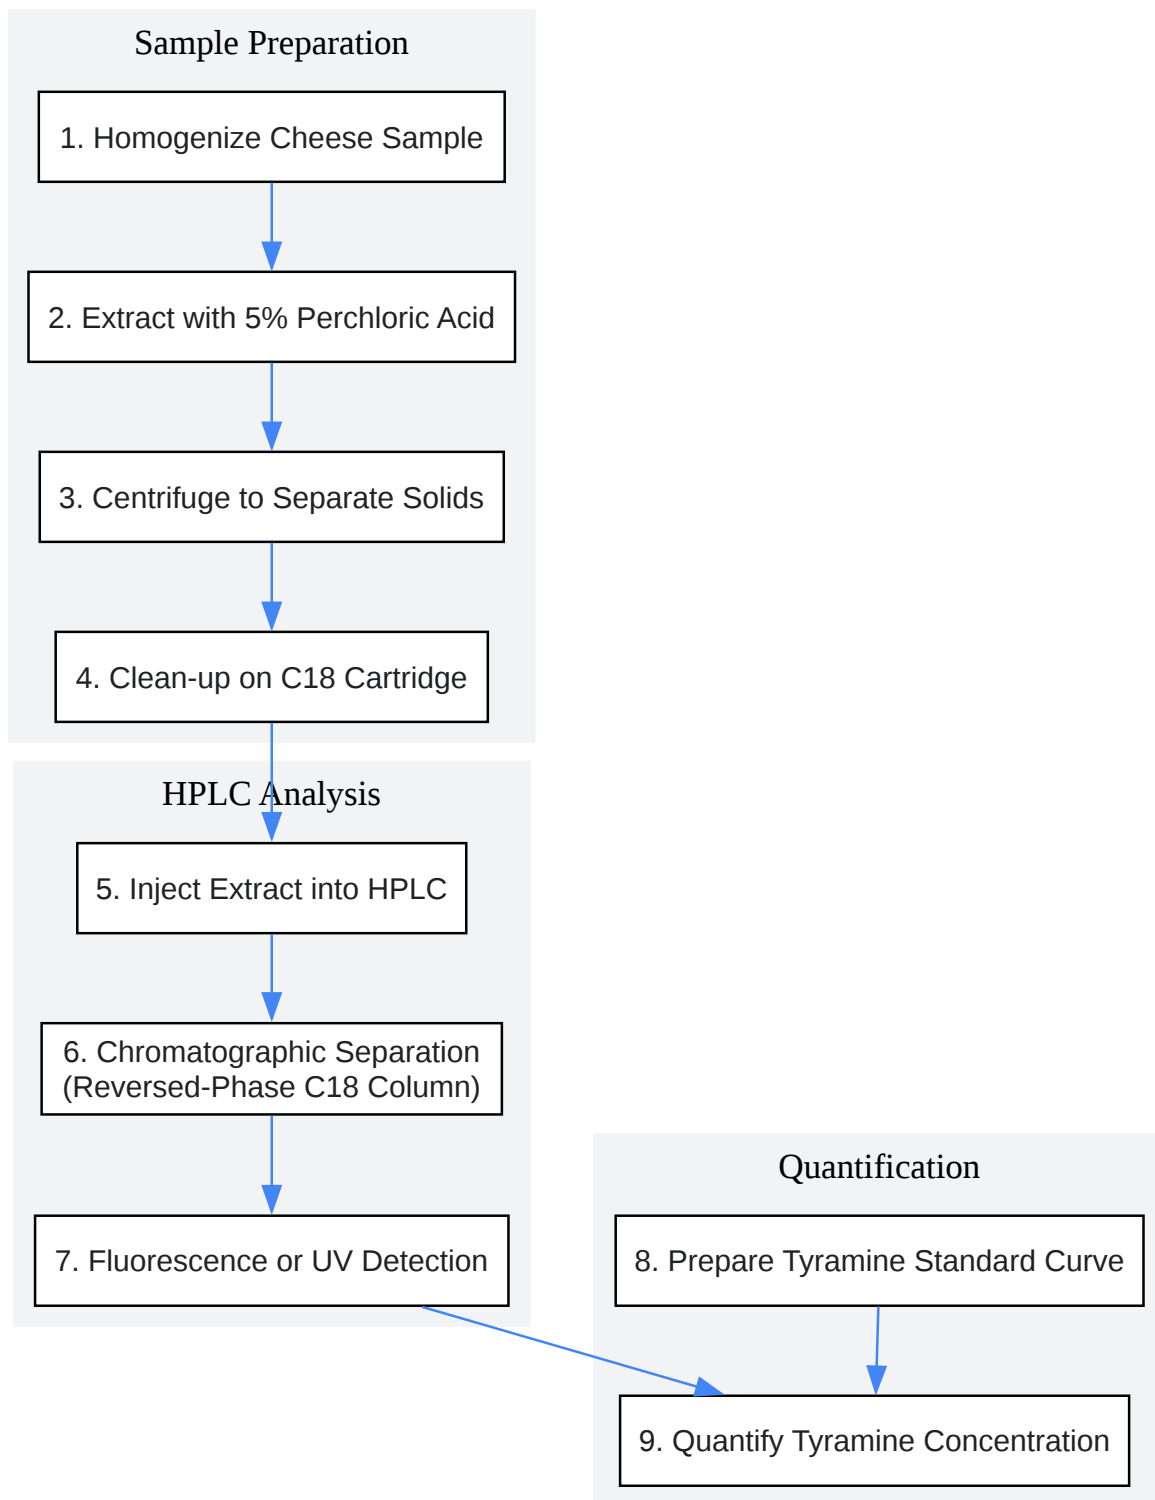 Sample Preparation
1. Homogenize Cheese Sample
2. Extract with 5% Perchloric Acid
3. Centrifuge to Separate Solids
4. Clean-up on C18 Cartridge
HPLC Analysis
5. Inject Extract into HPLC
6. Chromatographic Separation
(Reversed-Phase C18 Column)
7. Fluorescence or UV Detection
Quantification
8. Prepare Tyramine Standard Curve
9. Quantify Tyramine Concentration